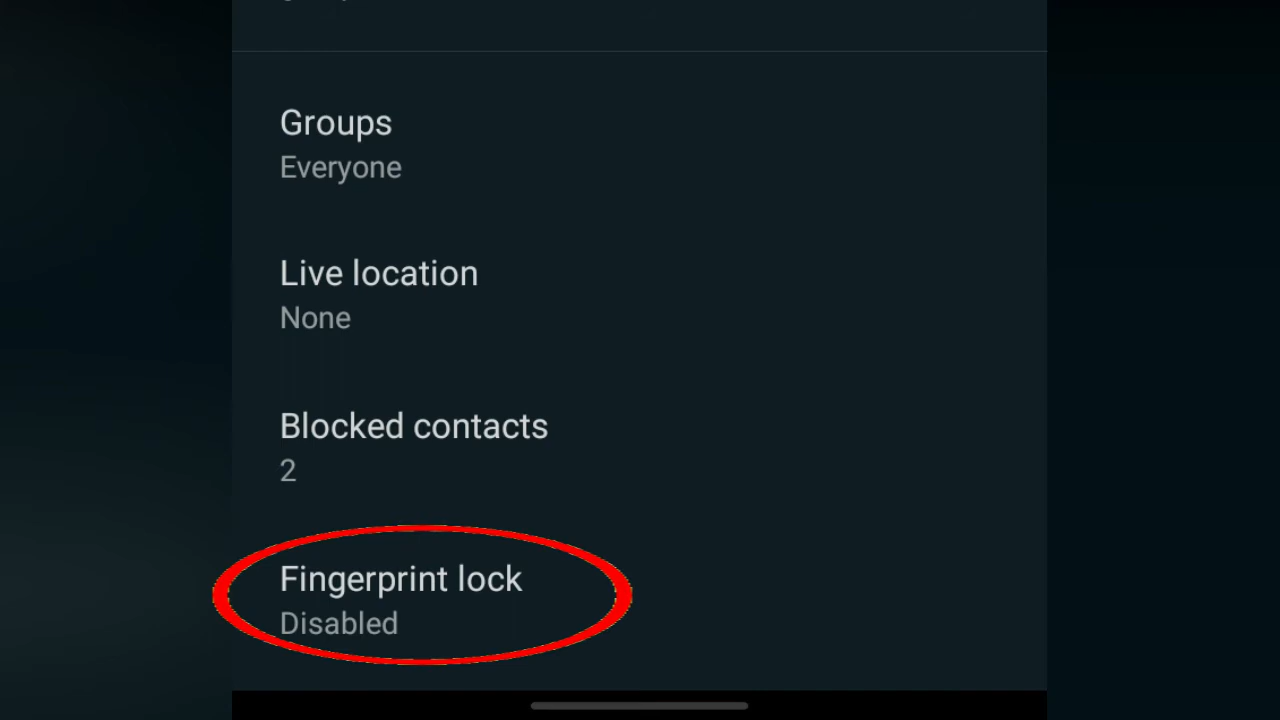 Groups
Everyone
Live location
None
Blocked contacts
2
Fingerprint lock
Disabled